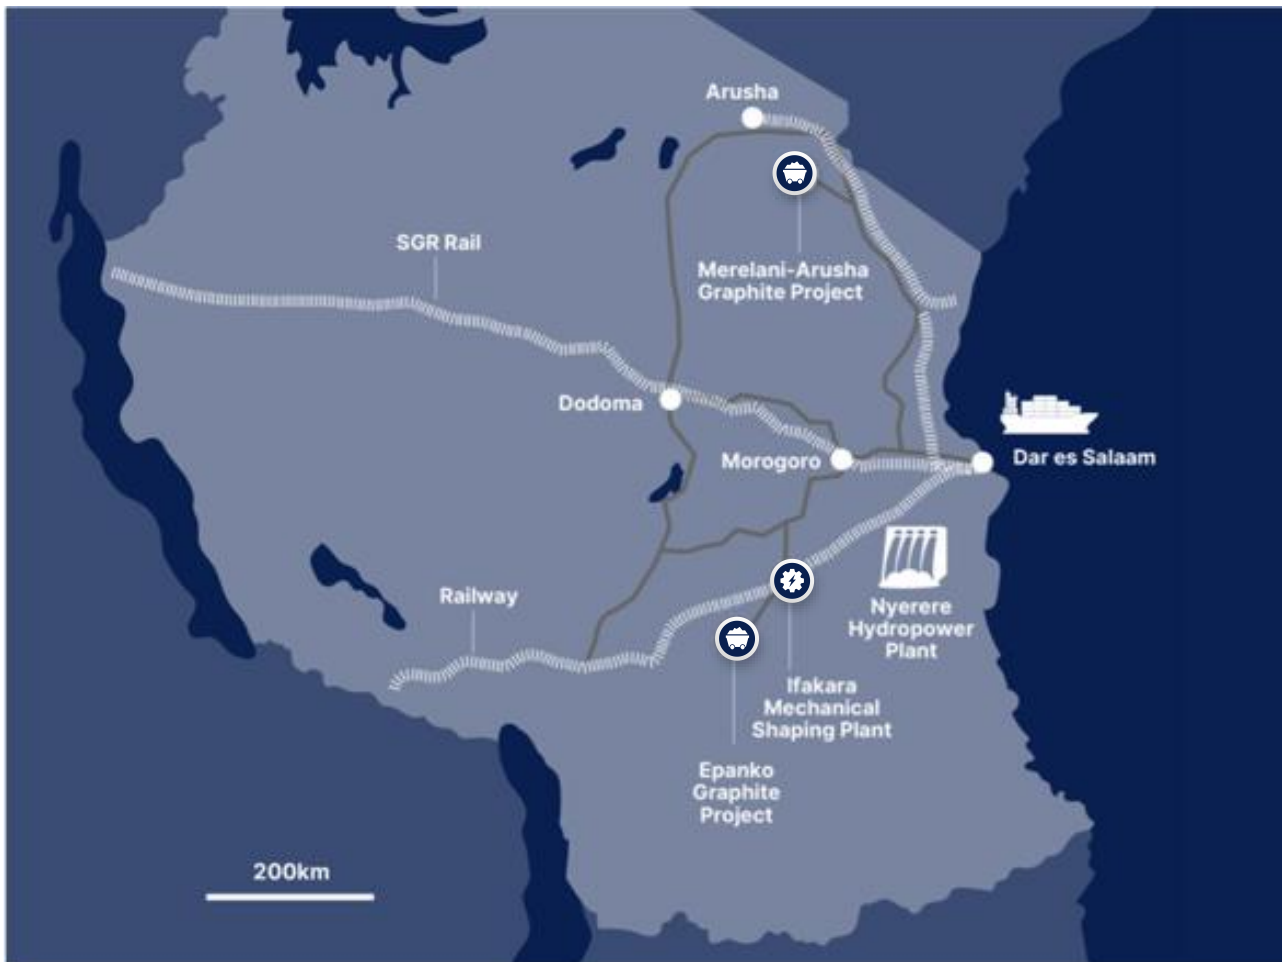 Arusha
SGR Rail
Merelani-Arusha
Graphite Project
Dodoma
Morogoro
Dar es Salaam
Railway
Nyerere
Hydropower
Plant
Ifakara
Mechanical
Shaping Plant
Epanko
Graphite
Project
200km